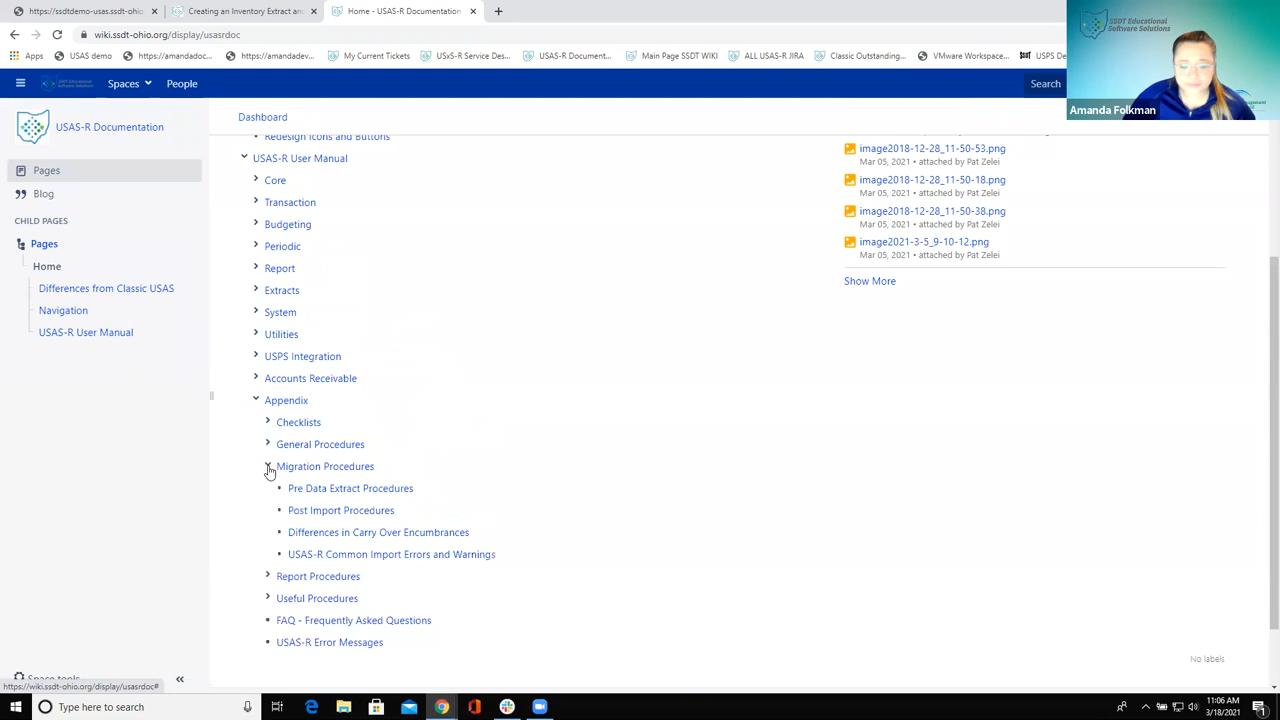 https://ssdtdemo-usas.ssdt-ohi
Creating an Inventory Extract and
Home - USAS-R Documentation
wiki.ssdt-ohio.org/display/usasrdoc
Apps
USAS demo
https://amandadoc...
https://amandadev...
My Current Tickets
USxS-R Service Des...
USAS-R Document...
Main Page SSDT WIKI
ALL USAS-R JIRA
Classic Outstanding...
VMware Workspace...
USPS De
SSDT Educational
Software Solutions
Amanda Folkman
Spaces
People
Search
USAS-R Documentation
Pages
Blog
CHILD PAGES
Pages
Home
Differences from Classic USAS
Navigation
USAS-R User Manual
Space tools
Dashboard
Redesign Icons and Buttons
USAS-R User Manual
Core
Transaction
Budgeting
Periodic
Report
Extracts
System
Utilities
USPS Integration
Accounts Receivable
Appendix
Checklists
General Procedures
Migration Procedures
Pre Data Extract Procedures
Post Import Procedures
Differences in Carry Over Encumbrances
USAS-R Common Import Errors and Warnings
Report Procedures
Useful Procedures
FAQ - Frequently Asked Questions
USAS-R Error Messages
image2018-12-28_11-50-53.png
Mar 05, 2021 • attached by Pat Zelei
image2018-12-28_11-50-18.png
Mar 05, 2021 • attached by Pat Zelei
image2018-12-28_11-50-38.png
Mar 05, 2021 • attached by Pat Zelei
image2021-3-5_9-10-12.png
Mar 05, 2021 • attached by Pat Zelei
Show More
No labels
https://wiki.ssdt-ohio.org/display/usasrdoc#
Type here to search
11:06 AM
3/18/2021
1